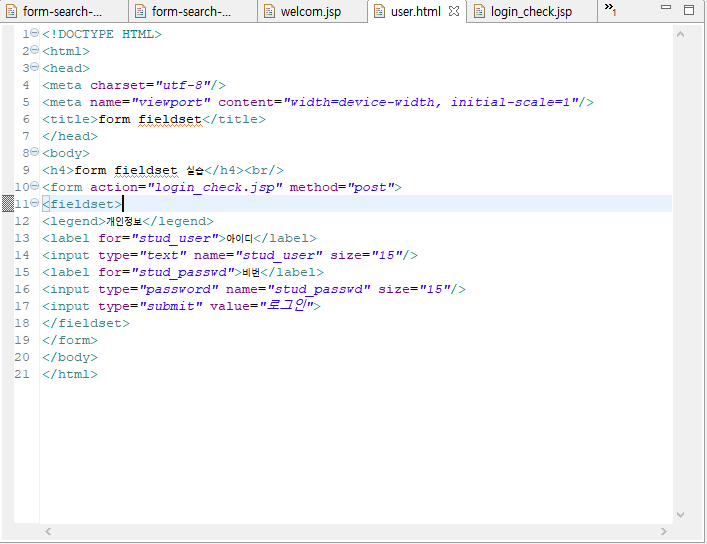 form-search-... form-search-... welcom.jsp user.html login_check.jsp »1
1 <!DOCTYPE HTML>
2 <html>
3 <head>
4 <meta charset="utf-8"/>
5 <meta name="viewport" content="width=device-width, initial-scale=1"/>
6 <title>form fieldset</title>
7 </head>
8 <body>
9 <h4>form fieldset 실습</h4><br/>
10 <form action="login_check.jsp" method="post">
11 <fieldset>
12 <legend>개인정보</legend>
13 <label for="stud_user">아이디</label>
14 <input type="text" name="stud_user" size="15"/>
15 <label for="stud_passwd">비번</label>
16 <input type="password" name="stud_passwd" size="15"/>
17 <input type="submit" value="로그인">
18 </fieldset>
19 </form>
20 </body>
21 </html>